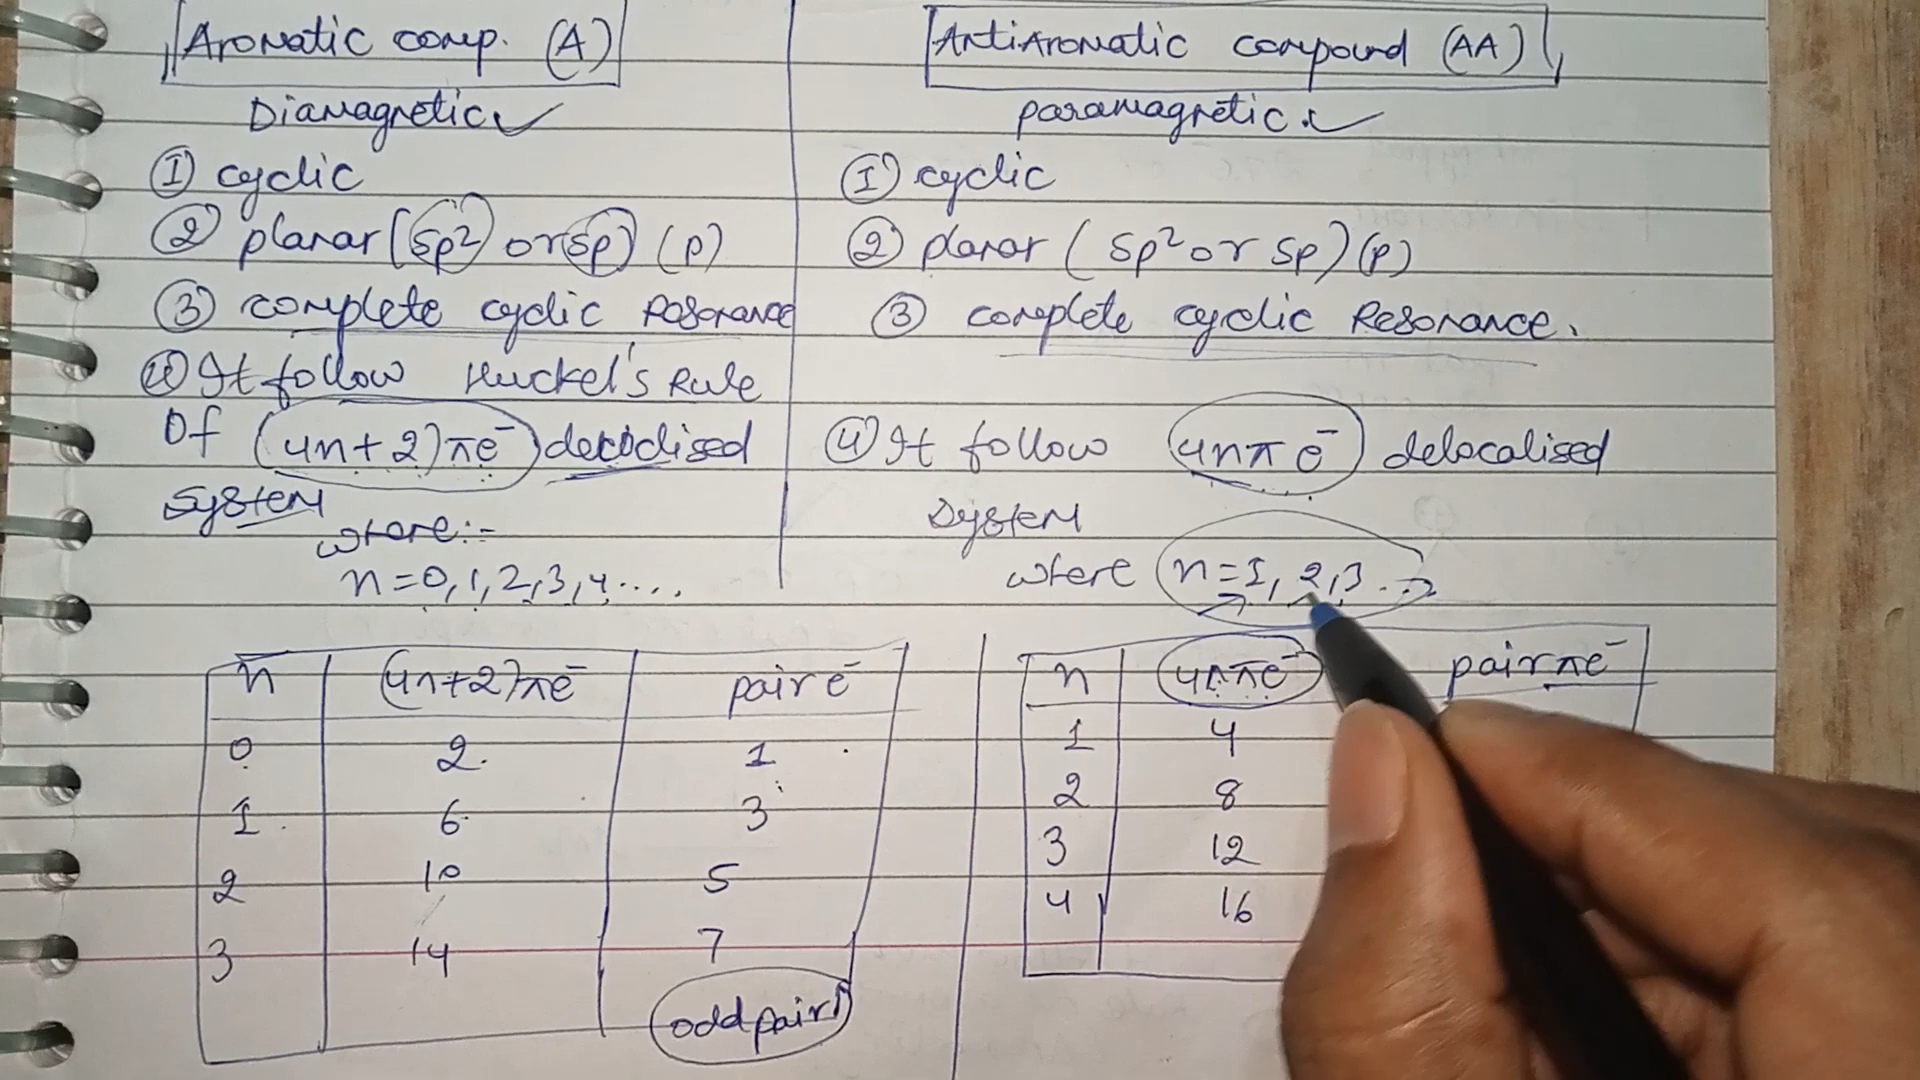 Aromatic comp. (A)
Diamagnetic
① cyclic
② planar (sp² or sp) (p)
③ complete cyclic Resonance
④ It follow Huckel's Rule
Of (4n+2)πe⁻ delocalised
System
where:-
n=0,1,2,3,4....
n (4n+2)πe⁻ pair e⁻
0 2 1
1 6 3
2 10 5
3 14 7
odd pair
AntiAromatic compound (AA)
paramagnetic
① cyclic
② planar (sp² or sp) (p)
③ complete cyclic Resonance.
④ It follow 4nπe⁻ delocalised
System
where n=1,2,3...
n 4nπe⁻ pair πe⁻
1 4
2 8
3 12
4 16